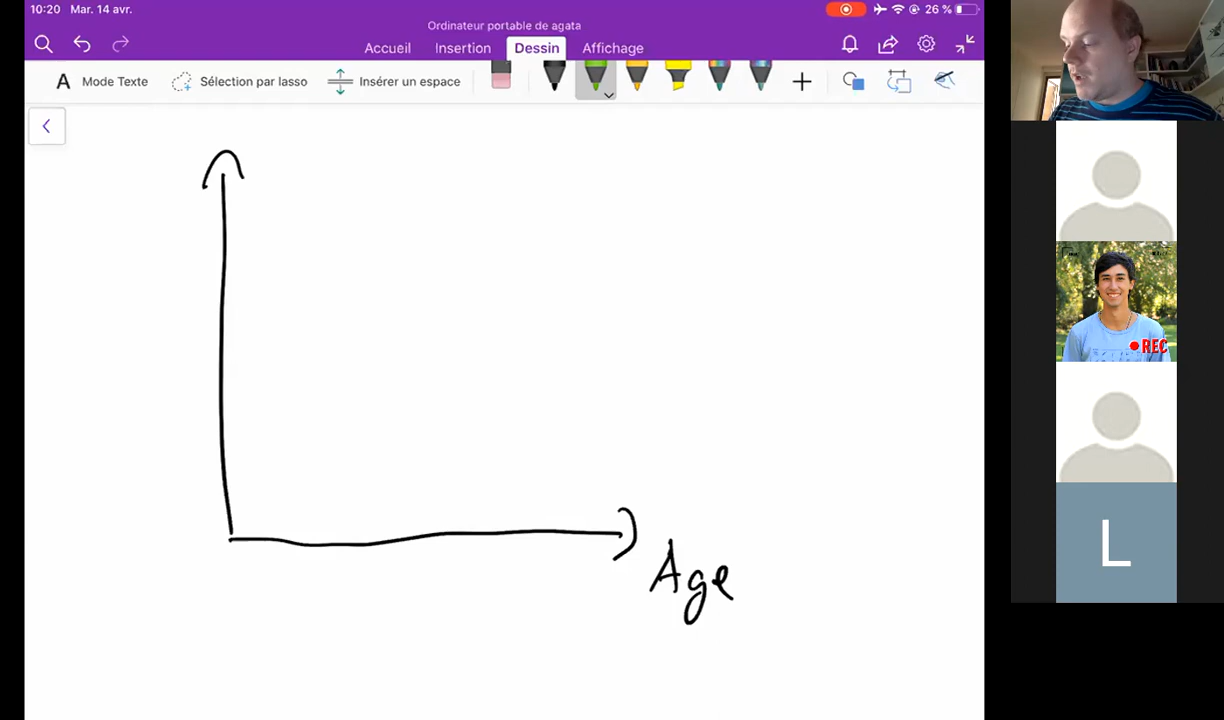 10:20 Mar. 14 avr.
26 %
Ordinateur portable de agata
Accueil Insertion Dessin Affichage
A Mode Texte Sélection par lasso Insérer un espace
Age
REC
L